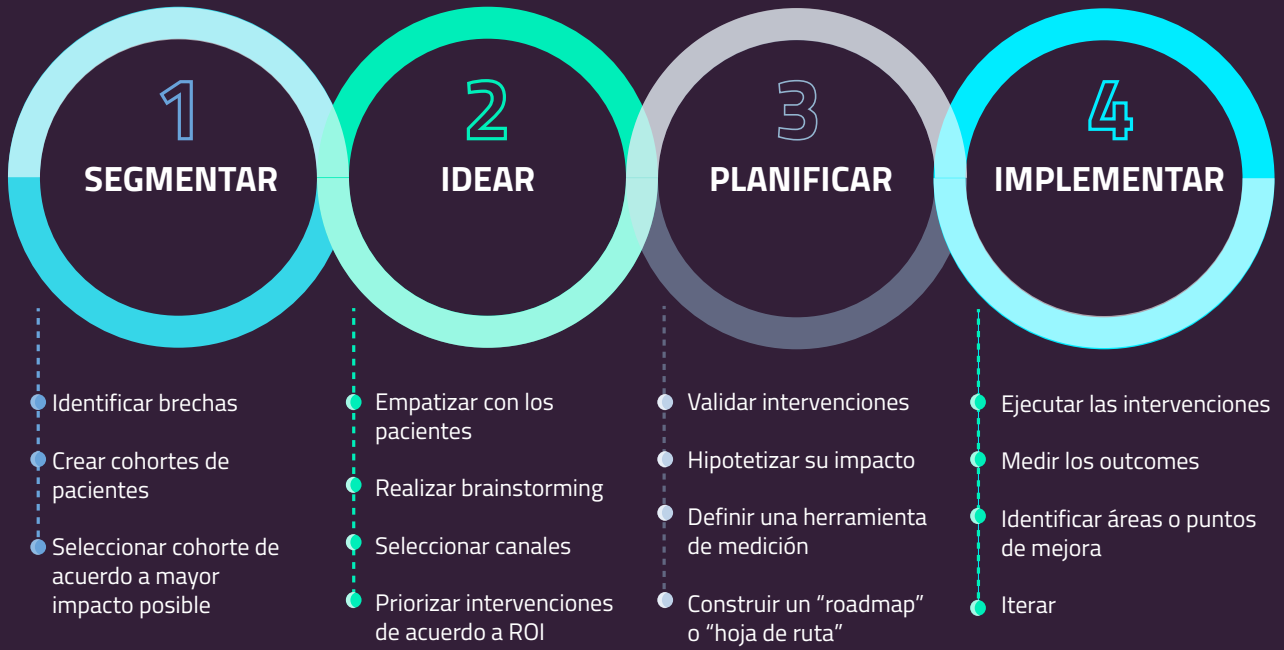 1
SEGMENTAR
Identificar brechas
Crear cohortes de
pacientes
Seleccionar cohorte de
acuerdo a mayor
impacto posible
2
IDEAR
Empatizar con los
pacientes
Realizar brainstorming
Seleccionar canales
Priorizar intervenciones
de acuerdo a ROI
3
PLANIFICAR
Validar intervenciones
Hipotetizar su impacto
Definir una herramienta
de medición
Construir un “roadmap”
o “hoja de ruta”
4
IMPLEMENTAR
Ejecutar las intervenciones
Medir los outcomes
Identificar áreas o puntos
de mejora
Iterar